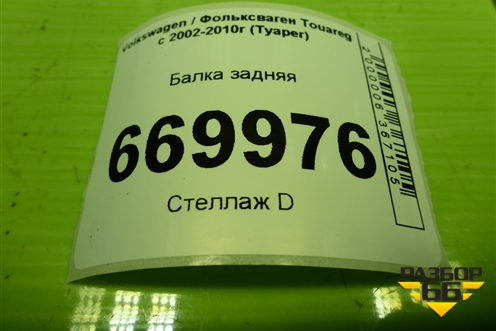 Volkswagen / Фольксваген Touareg
с 2002-2010г (Туарег)
Балка задняя
669976
Стеллаж D
2000006367105
РАЗБОР
66